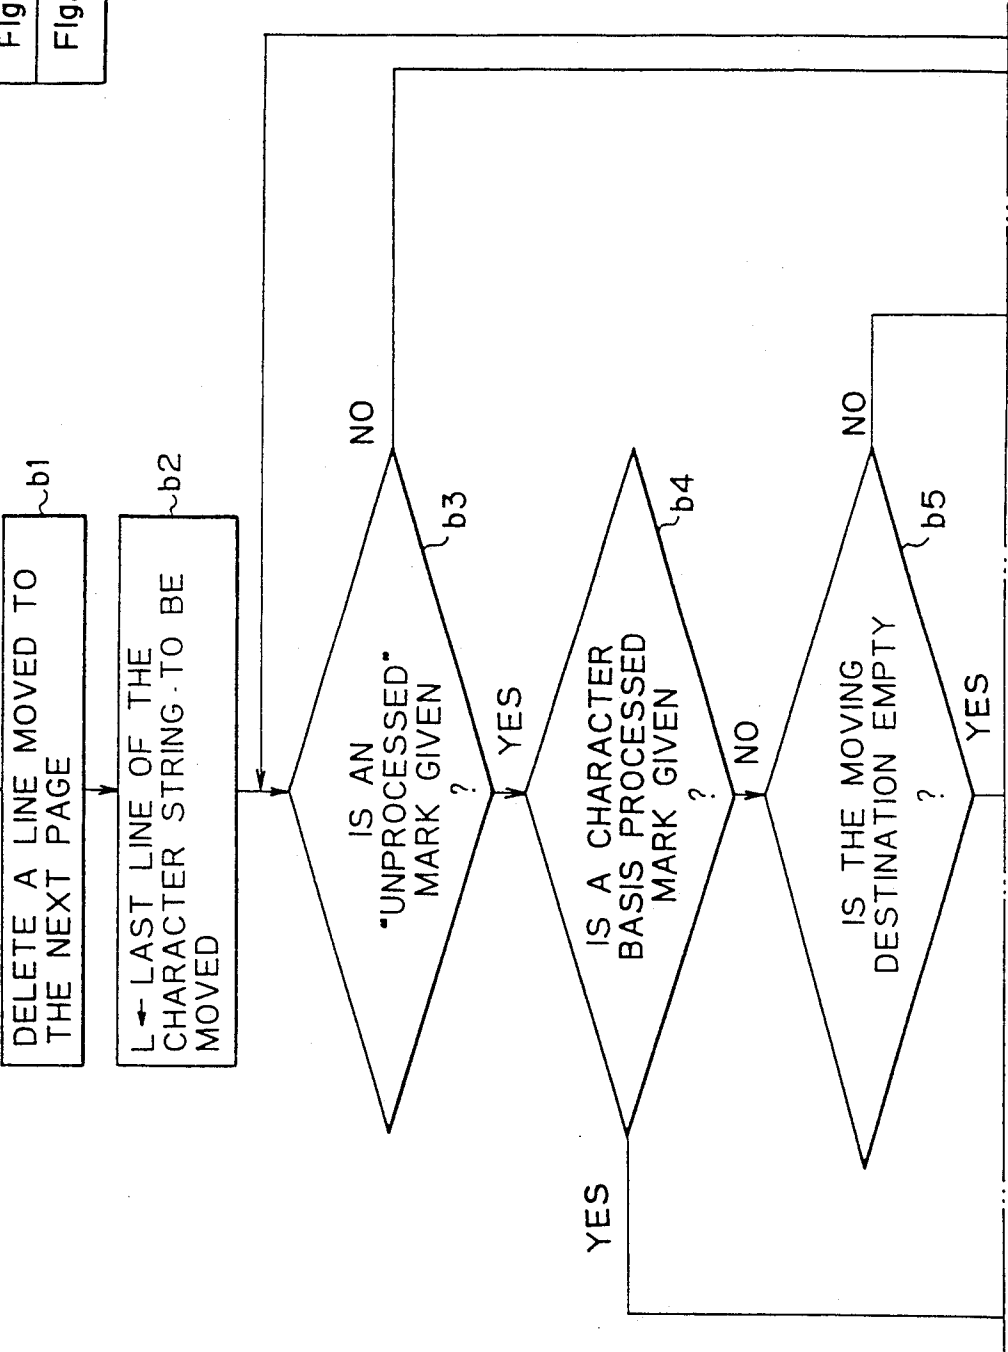 Fig
Fig.
DELETE A LINE MOVED TO
THE NEXT PAGE
b1
L ← LAST LINE OF THE
CHARACTER STRING TO BE
MOVED
b2
IS AN
"UNPROCESSED"
MARK GIVEN
?
b3
NO
YES
IS A CHARACTER
BASIS PROCESSED
MARK GIVEN
?
b4
YES
NO
IS THE MOVING
DESTINATION EMPTY
?
b5
NO
YES